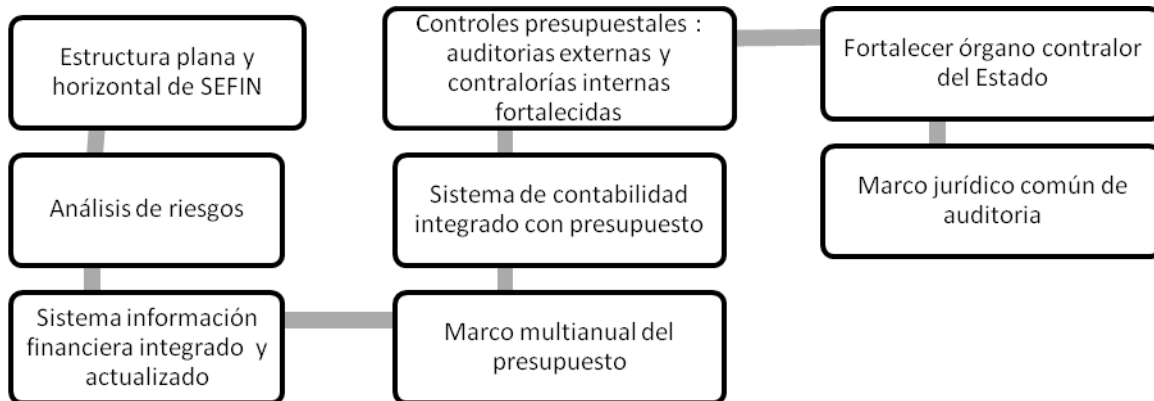 Estructura plana y
horizontal de SEFIN
Análisis de riesgos
Sistema información
financiera integrado y
actualizado
Marco multianual del
presupuesto
Sistema de contabilidad
integrado con presupuesto
Controles presupuestales :
auditorias externas y
contralorías internas
fortalecidas
Fortalecer órgano contralor
del Estado
Marco jurídico común de
auditoria